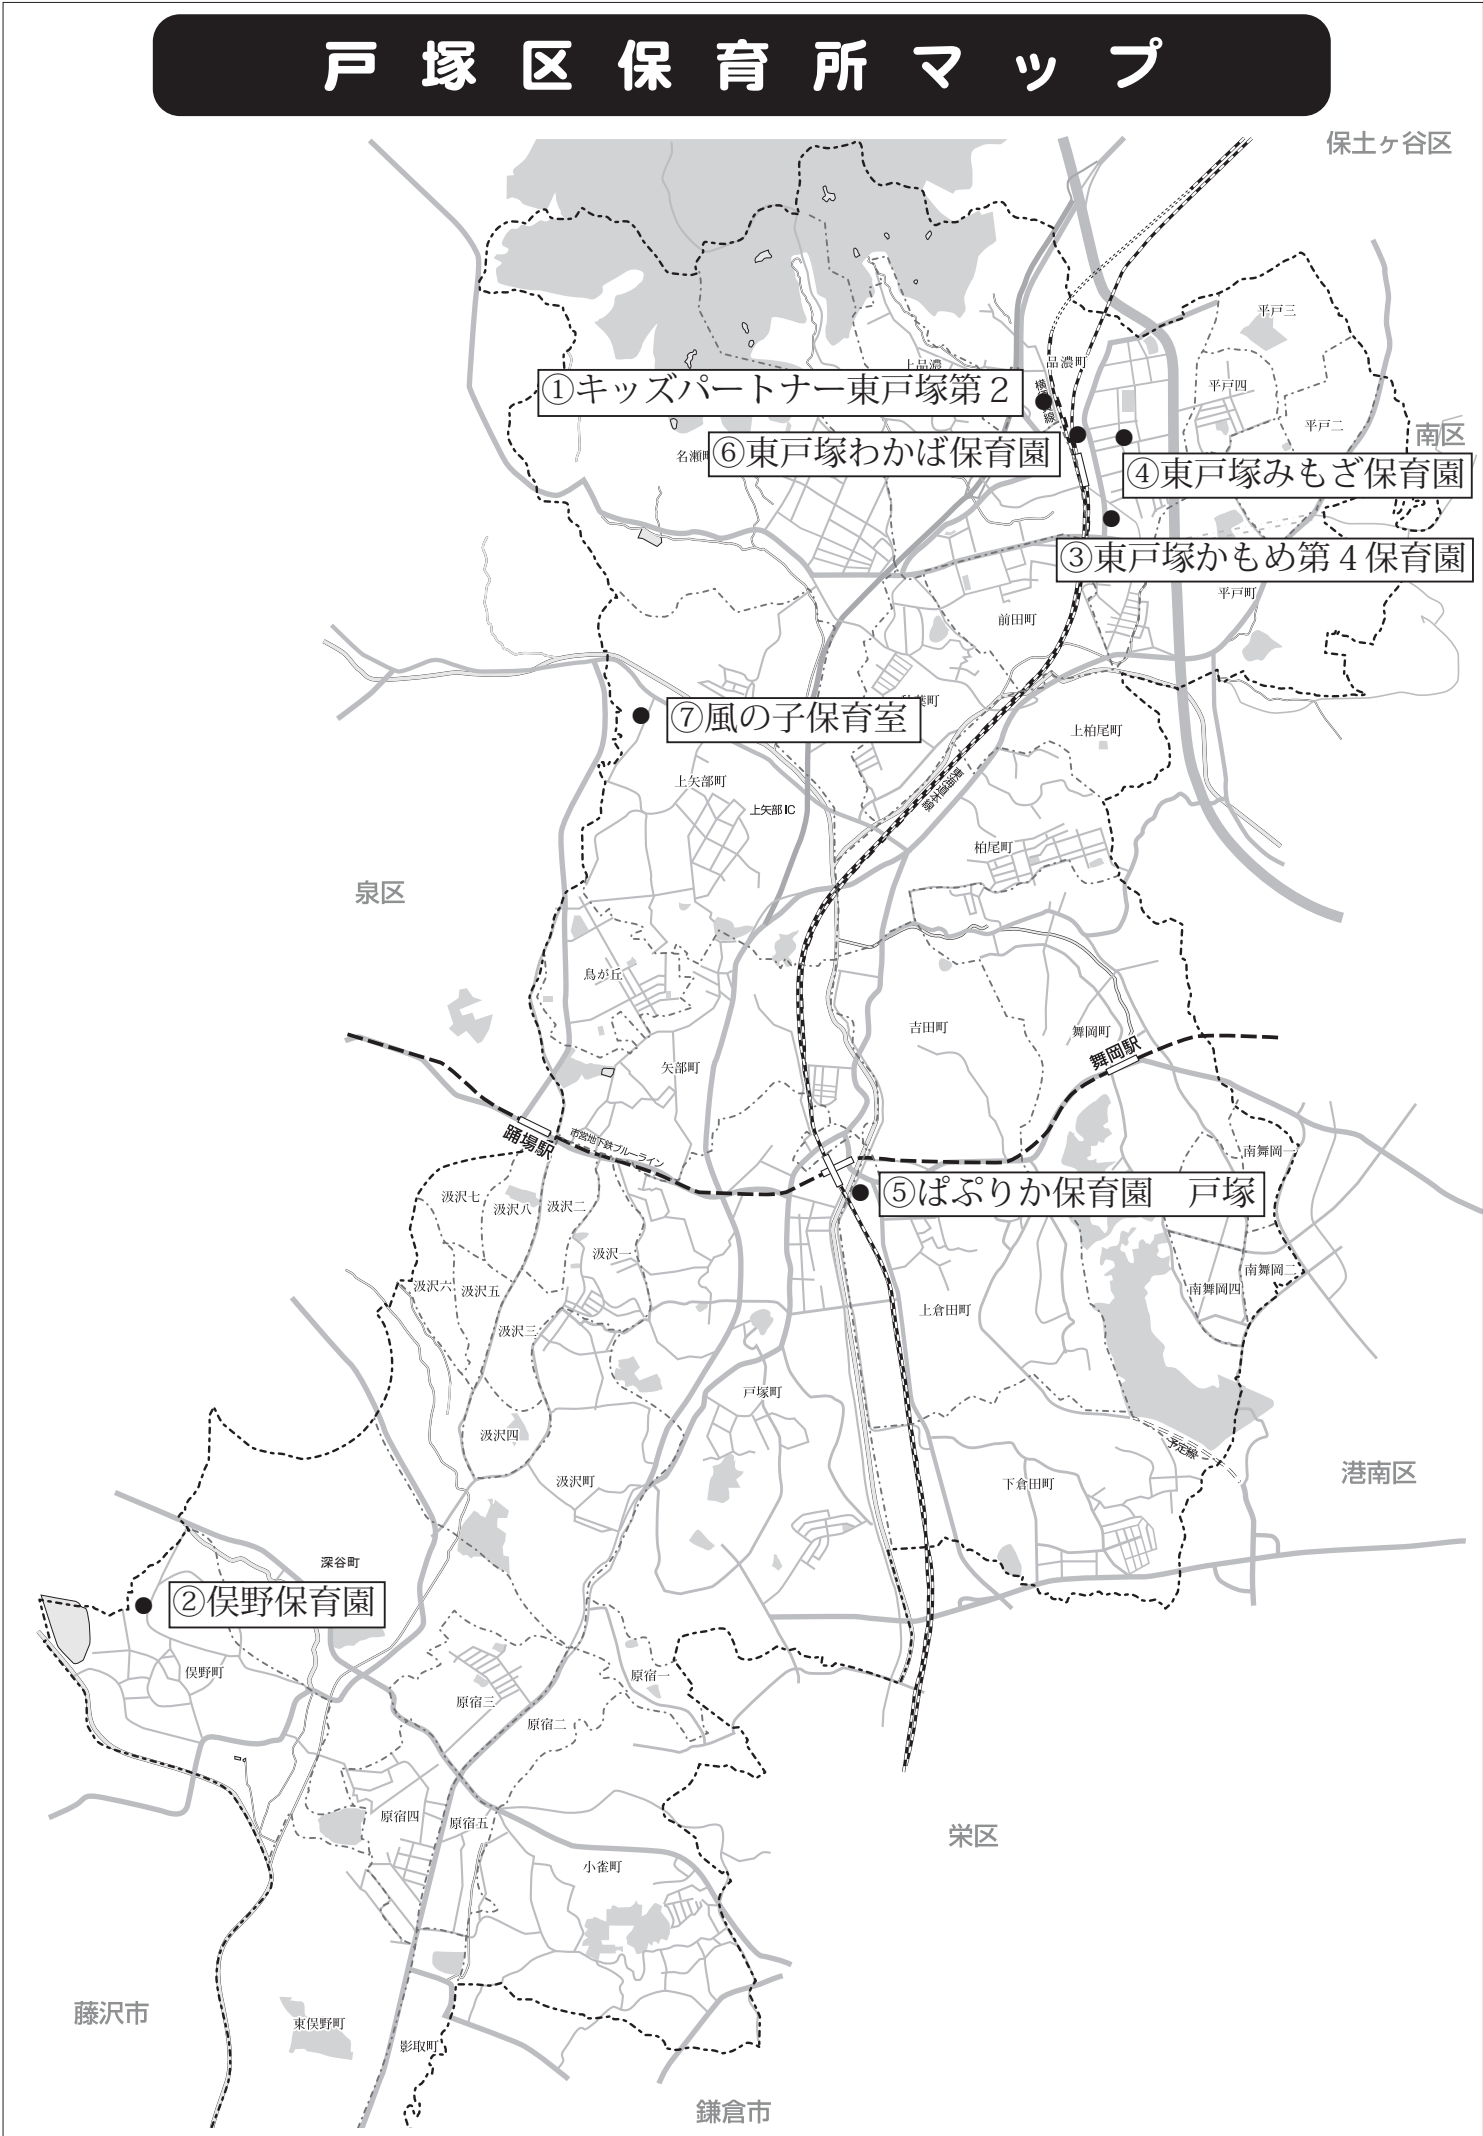 戸塚区保育所マップ
保土ヶ谷区
平戸三
上品濃
品濃町
①キッズパートナー東戸塚第２
平戸四
平戸二
南区
名瀬町
⑥東戸塚わかば保育園
④東戸塚みもざ保育園
③東戸塚かもめ第４保育園
平戸町
前田町
⑦風の子保育室
葉町
上柏尾町
上矢部町
東海道本線
上矢部IC
柏尾町
泉区
鳥が丘
吉田町
舞岡町
舞岡駅
矢部町
踊場駅
市営地下鉄ブルーライン
南舞岡一
⑤ぱぷりか保育園　戸塚
汲沢七
汲沢八
汲沢二
汲沢一
南舞岡二
汲沢六
汲沢五
南舞岡四
上倉田町
汲沢三
戸塚町
汲沢四
予定線
港南区
汲沢町
下倉田町
深谷町
②俣野保育園
俣野町
原宿一
原宿三
原宿二
原宿四
原宿五
栄区
小雀町
藤沢市
東俣野町
影取町
鎌倉市